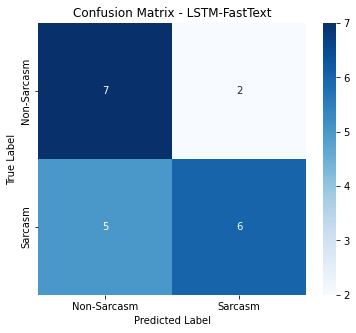 Confusion Matrix - LSTM-FastText
True Label
Non-Sarcasm
7
2
Sarcasm
5
6
Non-Sarcasm Sarcasm
Predicted Label
7
6
5
4
3
2